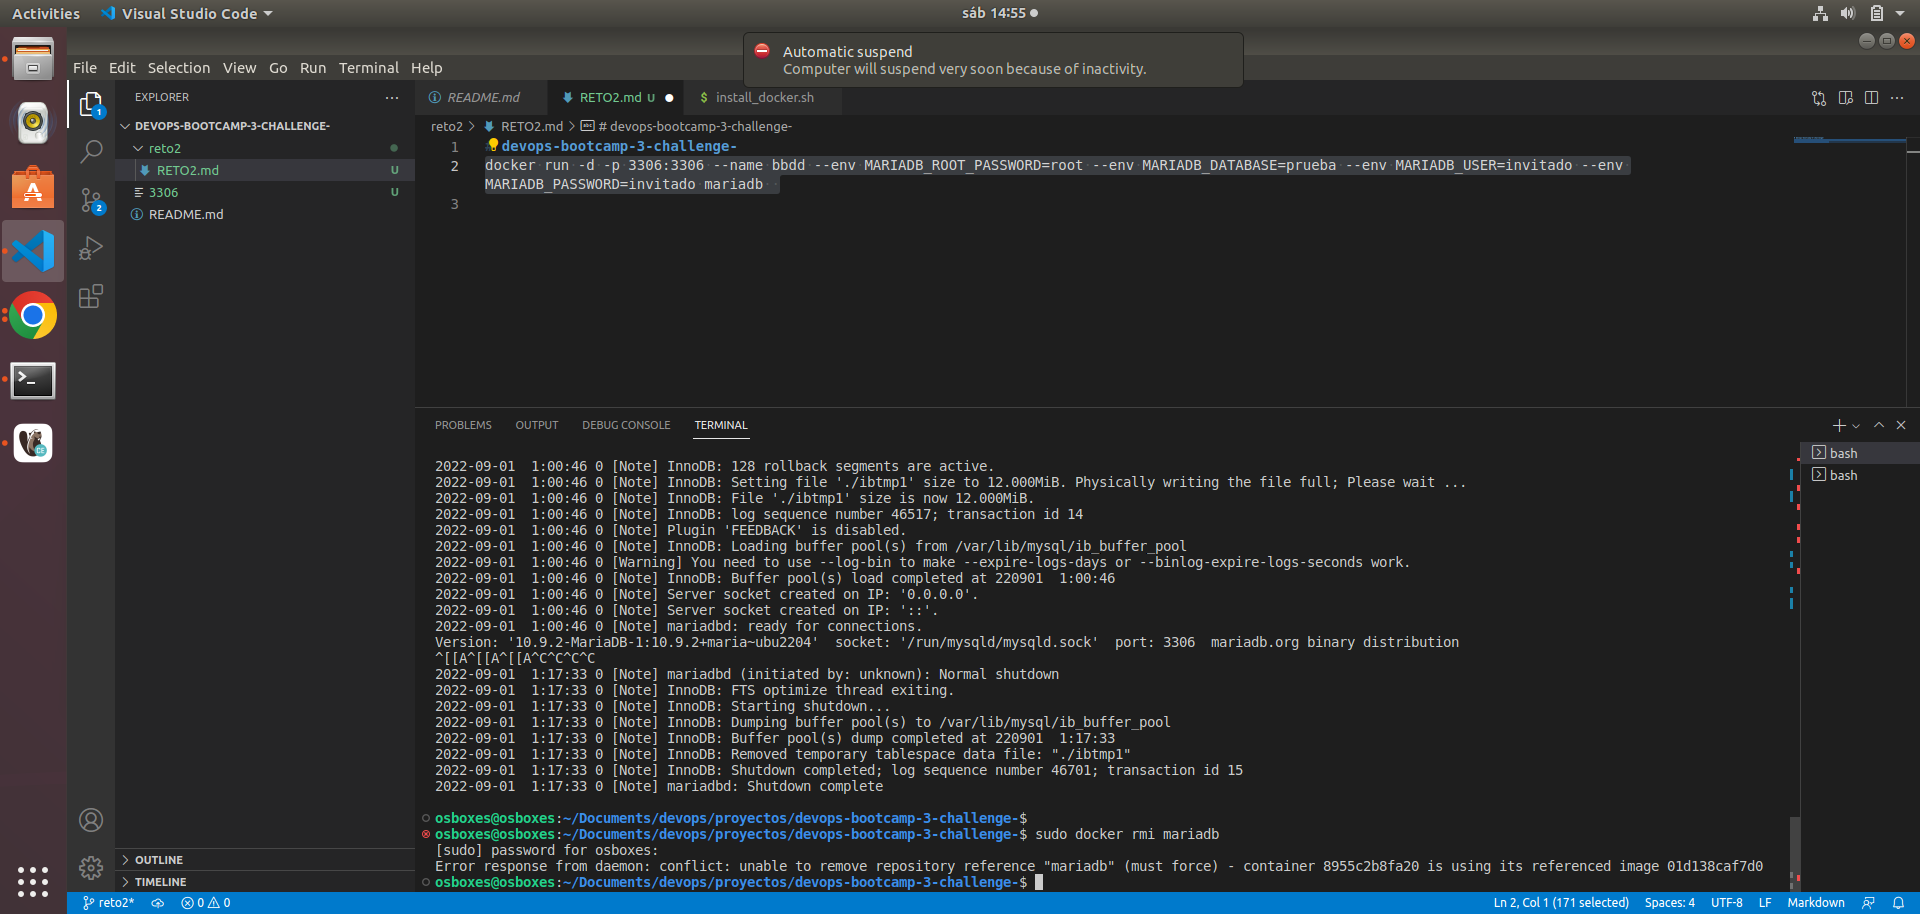 Activities
Visual Studio Code
sáb 14:55
Automatic suspend
Computer will suspend very soon because of inactivity.
File Edit Selection View Go Run Terminal Help
EXPLORER
DEVOPS-BOOTCAMP-3-CHALLENGE-
reto2
RETO2.md U
3306 U
README.md
OUTLINE
TIMELINE
1
2
README.md
RETO2.md U
$ install_docker.sh
reto2 > RETO2.md > # devops-bootcamp-3-challenge-
1 devops-bootcamp-3-challenge-
2 docker run -d -p 3306:3306 --name bbdd --env MARIADB_ROOT_PASSWORD=root --env MARIADB_DATABASE=prueba --env MARIADB_USER=invitado --env
MARIADB_PASSWORD=invitado mariadb
3
PROBLEMS OUTPUT DEBUG CONSOLE TERMINAL
bash
bash
2022-09-01  1:00:46 0 [Note] InnoDB: 128 rollback segments are active.
2022-09-01  1:00:46 0 [Note] InnoDB: Setting file './ibtmp1' size to 12.000MiB. Physically writing the file full; Please wait ...
2022-09-01  1:00:46 0 [Note] InnoDB: File './ibtmp1' size is now 12.000MiB.
2022-09-01  1:00:46 0 [Note] InnoDB: log sequence number 46517; transaction id 14
2022-09-01  1:00:46 0 [Note] Plugin 'FEEDBACK' is disabled.
2022-09-01  1:00:46 0 [Note] InnoDB: Loading buffer pool(s) from /var/lib/mysql/ib_buffer_pool
2022-09-01  1:00:46 0 [Warning] You need to use --log-bin to make --expire-logs-days or --binlog-expire-logs-seconds work.
2022-09-01  1:00:46 0 [Note] InnoDB: Buffer pool(s) load completed at 220901  1:00:46
2022-09-01  1:00:46 0 [Note] Server socket created on IP: '0.0.0.0'.
2022-09-01  1:00:46 0 [Note] Server socket created on IP: '::'.
2022-09-01  1:00:46 0 [Note] mariadbd: ready for connections.
Version: '10.9.2-MariaDB-1:10.9.2+maria~ubu2204'  socket: '/run/mysqld/mysqld.sock'  port: 3306  mariadb.org binary distribution
^[[A^[[A^[[A^C^C^C^C
2022-09-01  1:17:33 0 [Note] mariadbd (initiated by: unknown): Normal shutdown
2022-09-01  1:17:33 0 [Note] InnoDB: FTS optimize thread exiting.
2022-09-01  1:17:33 0 [Note] InnoDB: Starting shutdown...
2022-09-01  1:17:33 0 [Note] InnoDB: Dumping buffer pool(s) to /var/lib/mysql/ib_buffer_pool
2022-09-01  1:17:33 0 [Note] InnoDB: Buffer pool(s) dump completed at 220901  1:17:33
2022-09-01  1:17:33 0 [Note] InnoDB: Removed temporary tablespace data file: "./ibtmp1"
2022-09-01  1:17:33 0 [Note] InnoDB: Shutdown completed; log sequence number 46701; transaction id 15
2022-09-01  1:17:33 0 [Note] mariadbd: Shutdown complete
osboxes@osboxes:~/Documents/devops/proyectos/devops-bootcamp-3-challenge-$
osboxes@osboxes:~/Documents/devops/proyectos/devops-bootcamp-3-challenge-$ sudo docker rmi mariadb
[sudo] password for osboxes:
Error response from daemon: conflict: unable to remove repository reference "mariadb" (must force) - container 8955c2b8fa20 is using its referenced image 01d138caf7d0
osboxes@osboxes:~/Documents/devops/proyectos/devops-bootcamp-3-challenge-$
reto2* 0 0
Ln 2, Col 1 (171 selected) Spaces: 4 UTF-8 LF Markdown